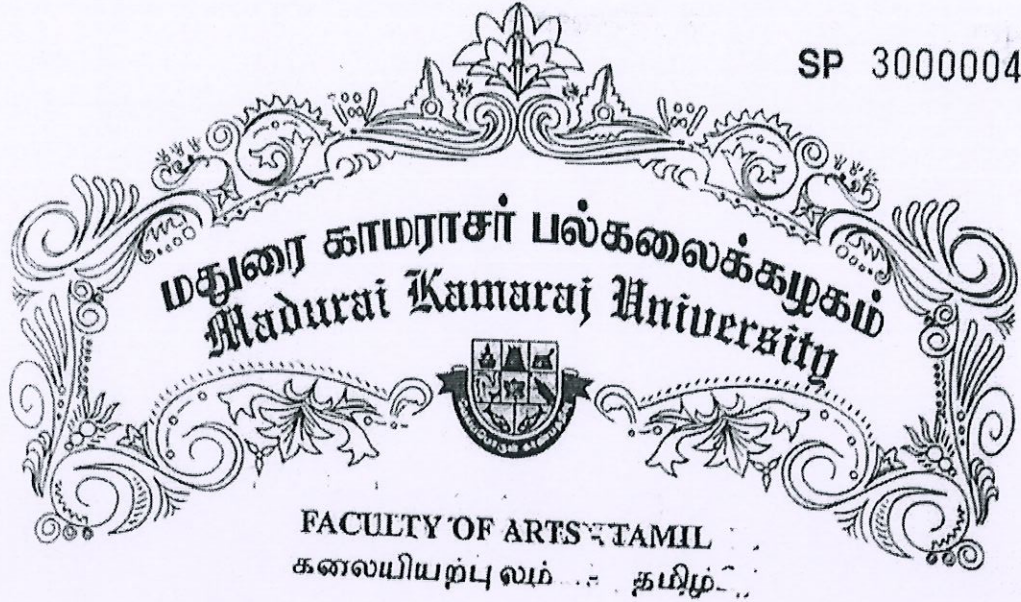 SP 3000004
மதுரை காமராசர் பல்கலைக்கழகம்
Madurai Kamaraj University
FACULTY OF ARTS - TAMIL
கலையியற்புலம் - தமிழ்